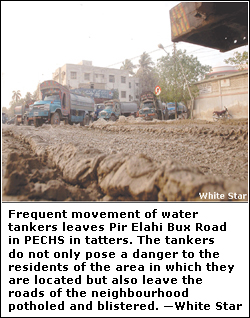 White Star
Frequent movement of water
tankers leaves Pir Elahi Bux Road
in PECHS in tatters. The tankers
do not only pose a danger to the
residents of the area in which they
are located but also leave the
roads of the neighbourhood
potholed and blistered. —White Star